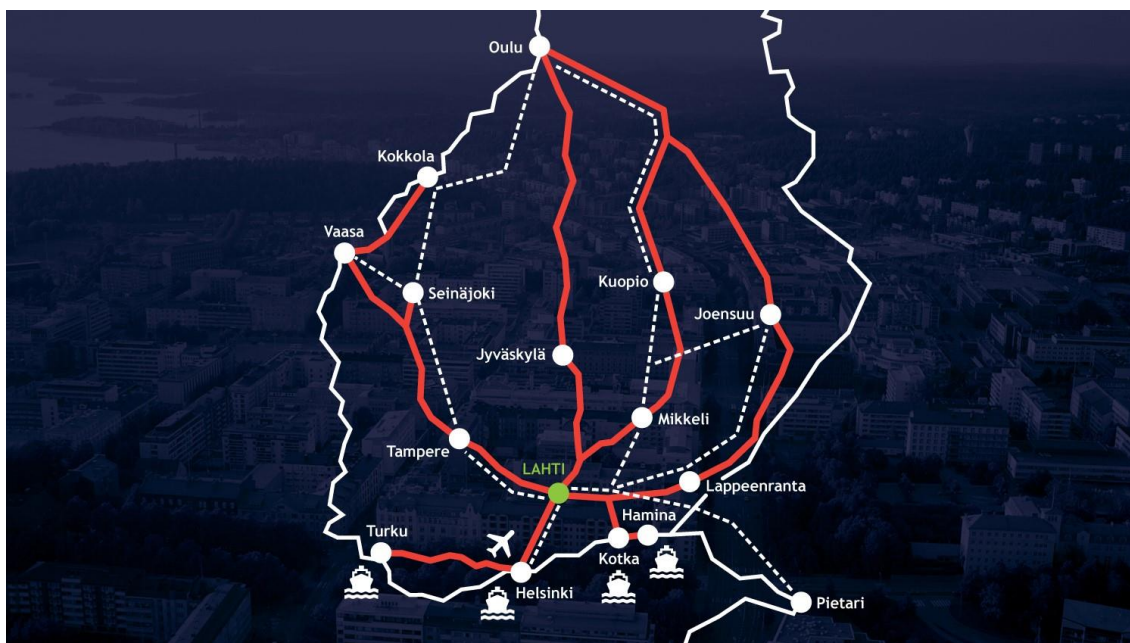 Oulu
Kokkola
Vaasa
Seinäjoki
Kuopio
Joensuu
Jyväskylä
Mikkeli
Tampere
LAHTI
Lappeenranta
Turku
Hamina
Kotka
Helsinki
Pietari